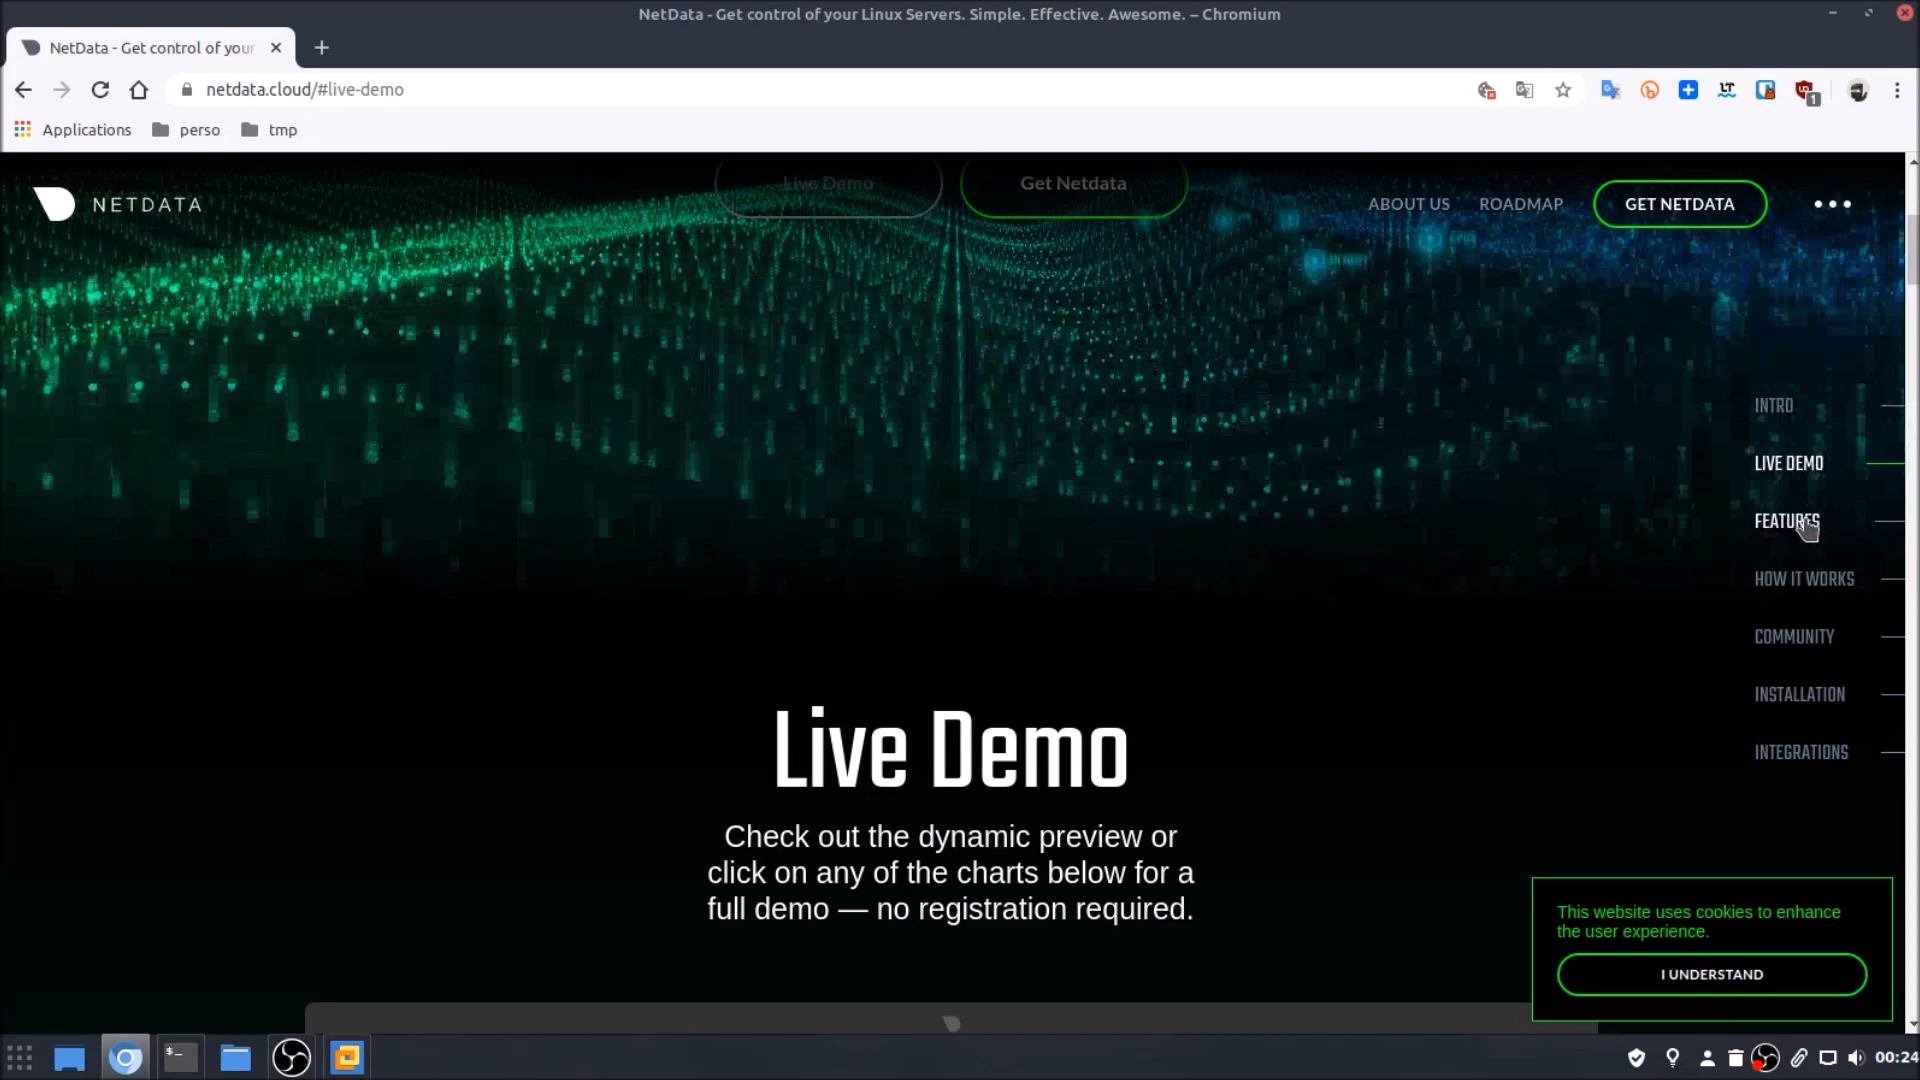 NetData - Get control of your Linux Servers. Simple. Effective. Awesome. – Chromium
NetData - Get control of your
netdata.cloud/#live-demo
LT
1
Applications
perso
tmp
NETDATA
Live Demo
Get Netdata
ABOUT US
ROADMAP
GET NETDATA
INTRO
LIVE DEMO
FEATURES
HOW IT WORKS
COMMUNITY
INSTALLATION
INTEGRATIONS
Live Demo
Check out the dynamic preview or
click on any of the charts below for a
full demo — no registration required.
This website uses cookies to enhance
the user experience.
I UNDERSTAND
$_
00:24